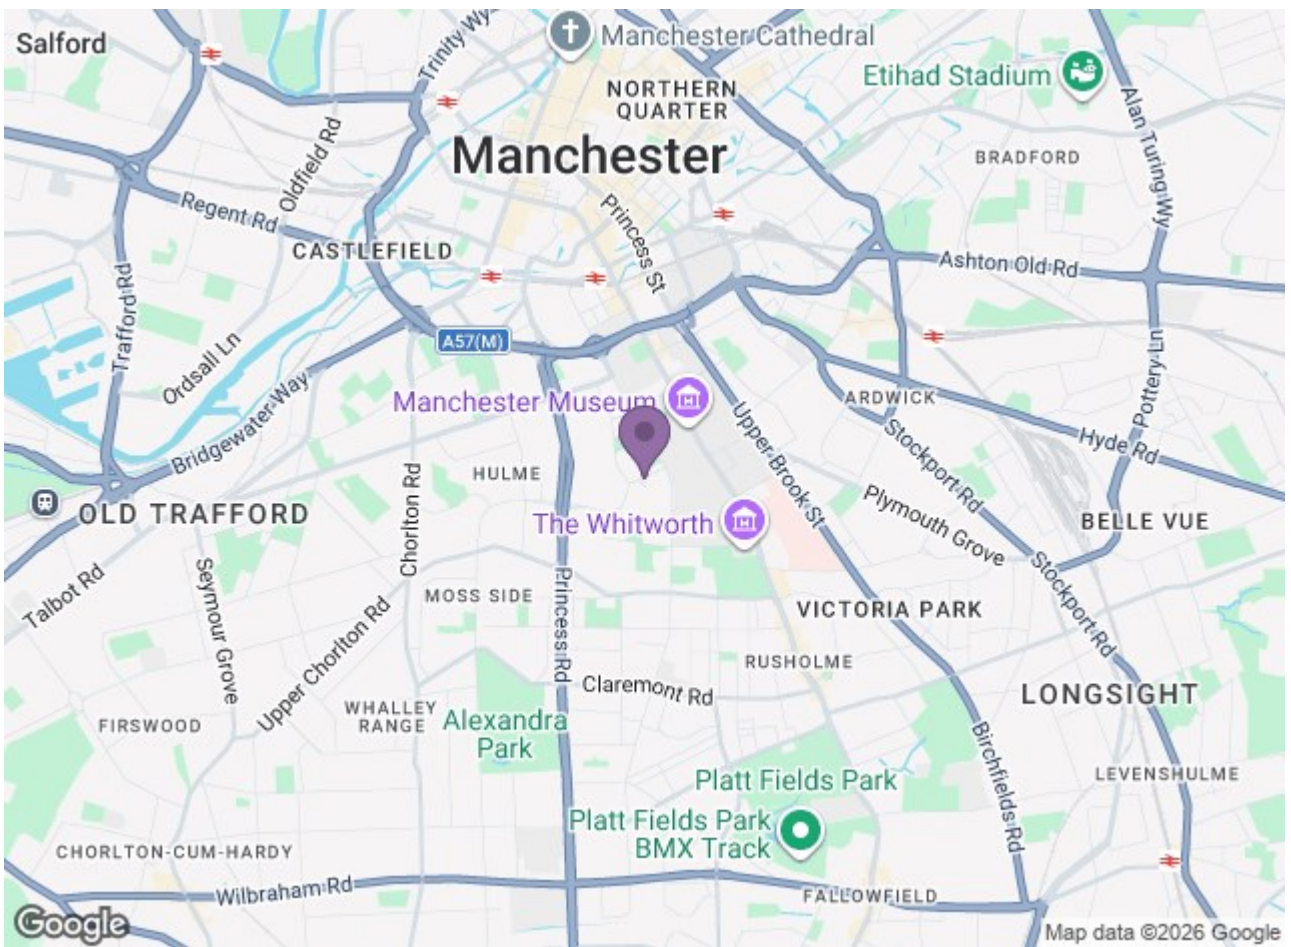 Salford
Trinity Wy
Manchester Cathedral
NORTHERN
QUARTER
Etihad Stadium
Alan Turing Wy
BRADFORD
Oldfield Rd
Manchester
Regent Rd
Princess St
CASTLEFIELD
Ashton Old Rd
Trafford Rd
Ordsall Ln
A57(M)
Pottery Ln
Bridgewater Way
Manchester Museum
Upper Brook St
ARDWICK
Stockport Rd
Hyde Rd
HULME
Chorlton Rd
OLD TRAFFORD
The Whitworth
Plymouth Grove
BELLE VUE
Talbot Rd
Seymour Grove
MOSS SIDE
Princess Rd
VICTORIA PARK
Stockport Rd
Upper Chorlton Rd
RUSHOLME
Claremont Rd
LONGSIGHT
FIRSWOOD
WHALLEY
RANGE
Alexandra
Park
Birchfields Rd
Platt Fields Park
LEVENSHULME
Platt Fields Park
BMX Track
CHORLTON-CUM-HARDY
Wilbraham Rd
FALLOWFIELD
Google
Map data ©2026 Google